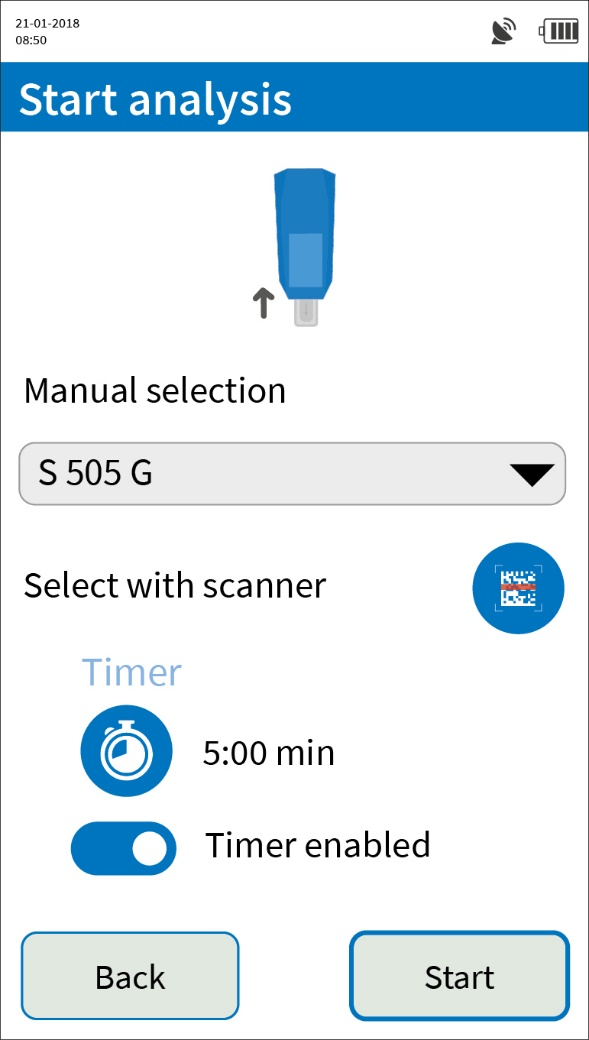 21-01-2018
08:50
Start analysis
Manual selection
S 505 G
Select with scanner
Timer
5:00 min
Timer enabled
Back
Start